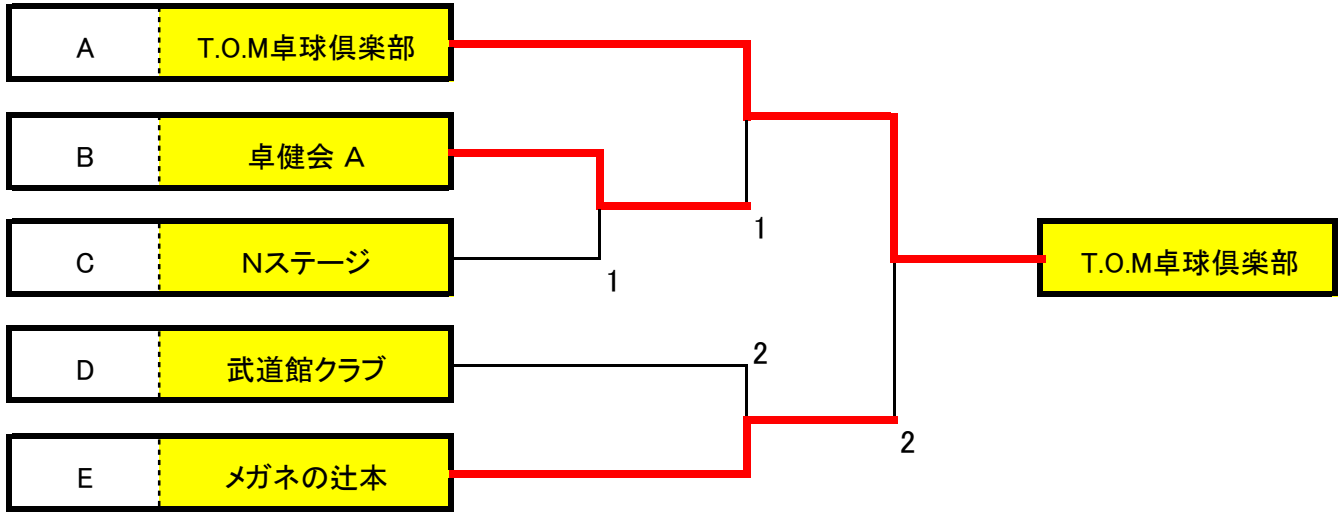 A T.O.M卓球倶楽部
B 卓健会 A
1
C Nステージ
1
T.O.M卓球倶楽部
D 武道館クラブ
2
2
E メガネの辻本